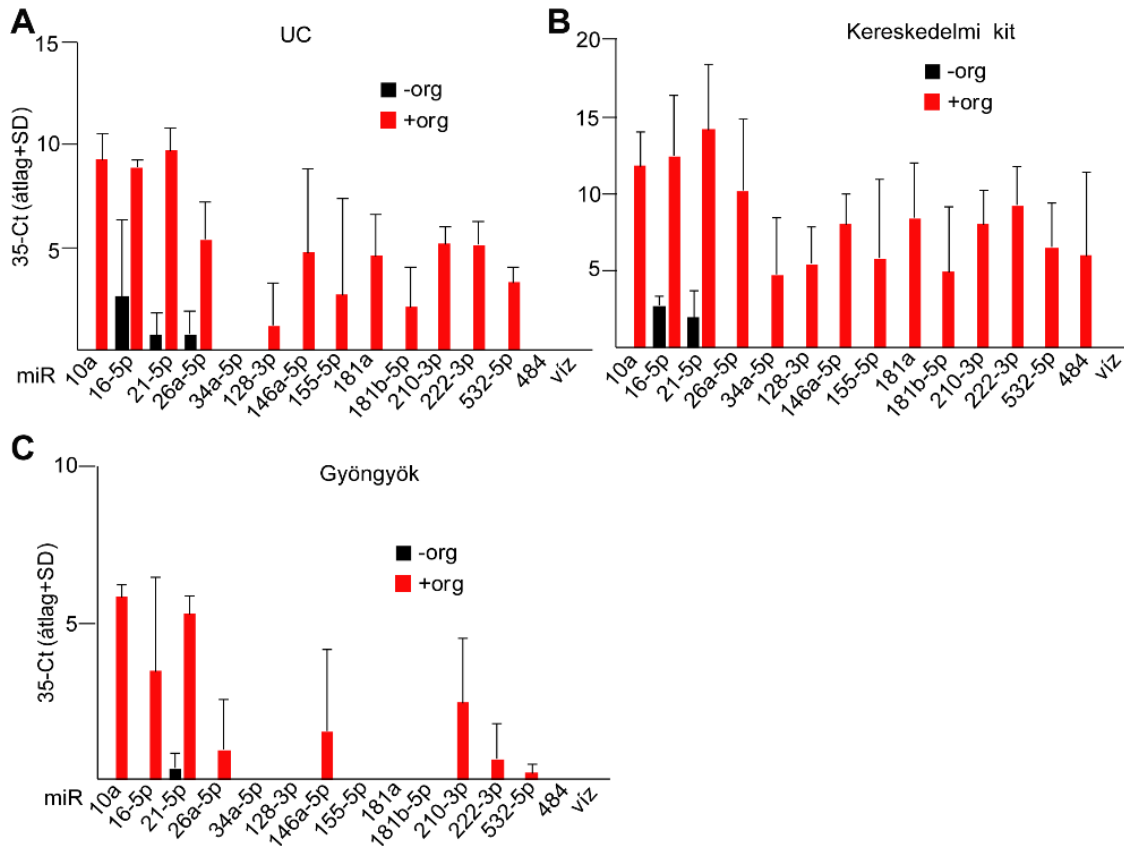 A
UC
15
10
5
35-Ct (átlag+SD)
-org
+org
miR
10a
16-5p
21-5p
26a-5p
34a-5p
128-3p
146a-5p
155-5p
181a
181b-5p
210-3p
222-3p
532-5p
484
víz
B
Kereskedelmi kit
20
15
10
5
-org
+org
10a
16-5p
21-5p
26a-5p
34a-5p
128-3p
146a-5p
155-5p
181a
181b-5p
210-3p
222-3p
532-5p
484
víz
C
Gyöngyök
10
5
35-Ct (átlag+SD)
-org
+org
miR
10a
16-5p
21-5p
26a-5p
34a-5p
128-3p
146a-5p
155-5p
181a
181b-5p
210-3p
222-3p
532-5p
484
víz